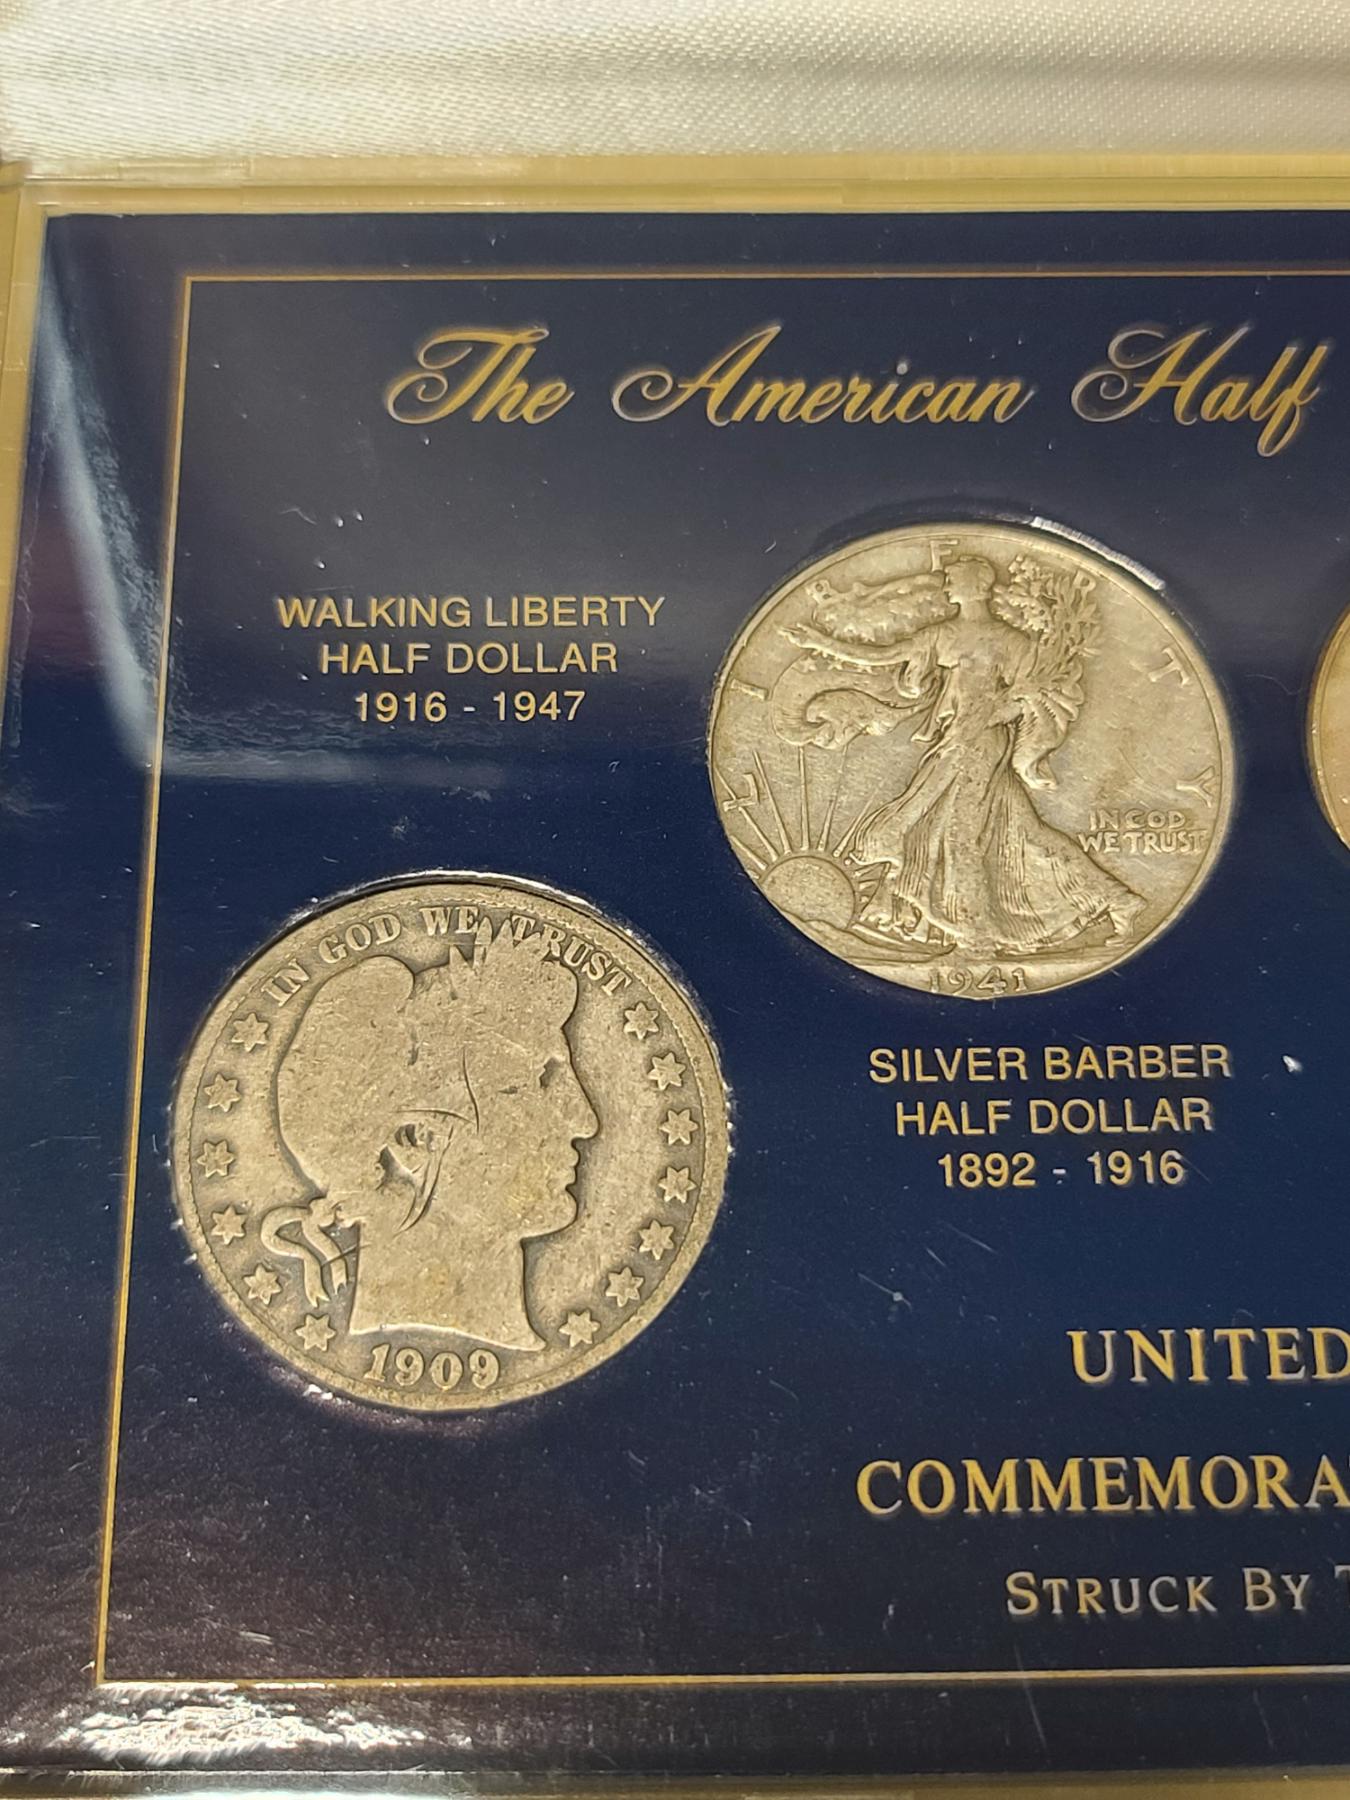 The American Half
WALKING LIBERTY
HALF DOLLAR
1916 - 1947
LIBERTY
IN GOD
WE TRUST
1941
IN GOD WE TRUST
1909
SILVER BARBER
HALF DOLLAR
1892 - 1916
UNITED
COMMEMORA
STRUCK BY T